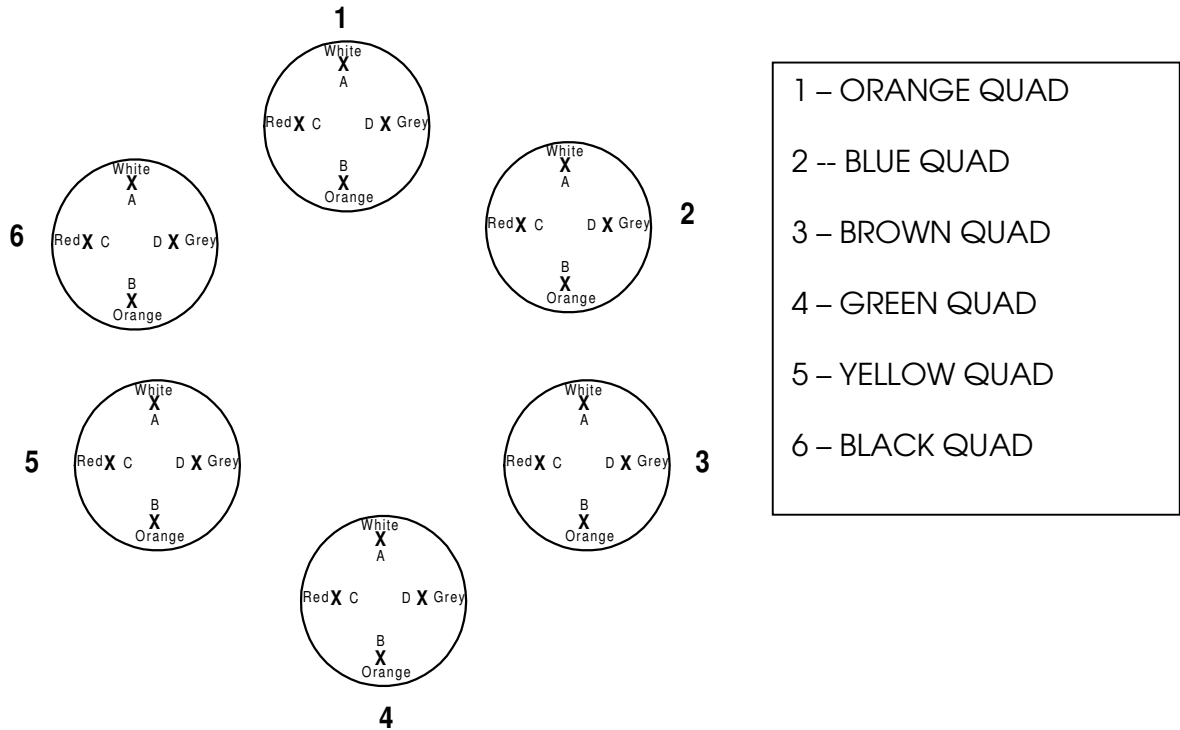 1
White
X
A
Red X C D X Grey
B
X
Orange
2
White
X
A
Red X C D X Grey
B
X
Orange
6
White
X
A
Red X C D X Grey
B
X
Orange
5
White
X
A
Red X C D X Grey
B
X
Orange
3
White
X
A
Red X C D X Grey
B
X
Orange
White
X
A
Red X C D X Grey
B
X
Orange
4
1 – ORANGE QUAD
2 -- BLUE QUAD
3 – BROWN QUAD
4 – GREEN QUAD
5 – YELLOW QUAD
6 – BLACK QUAD